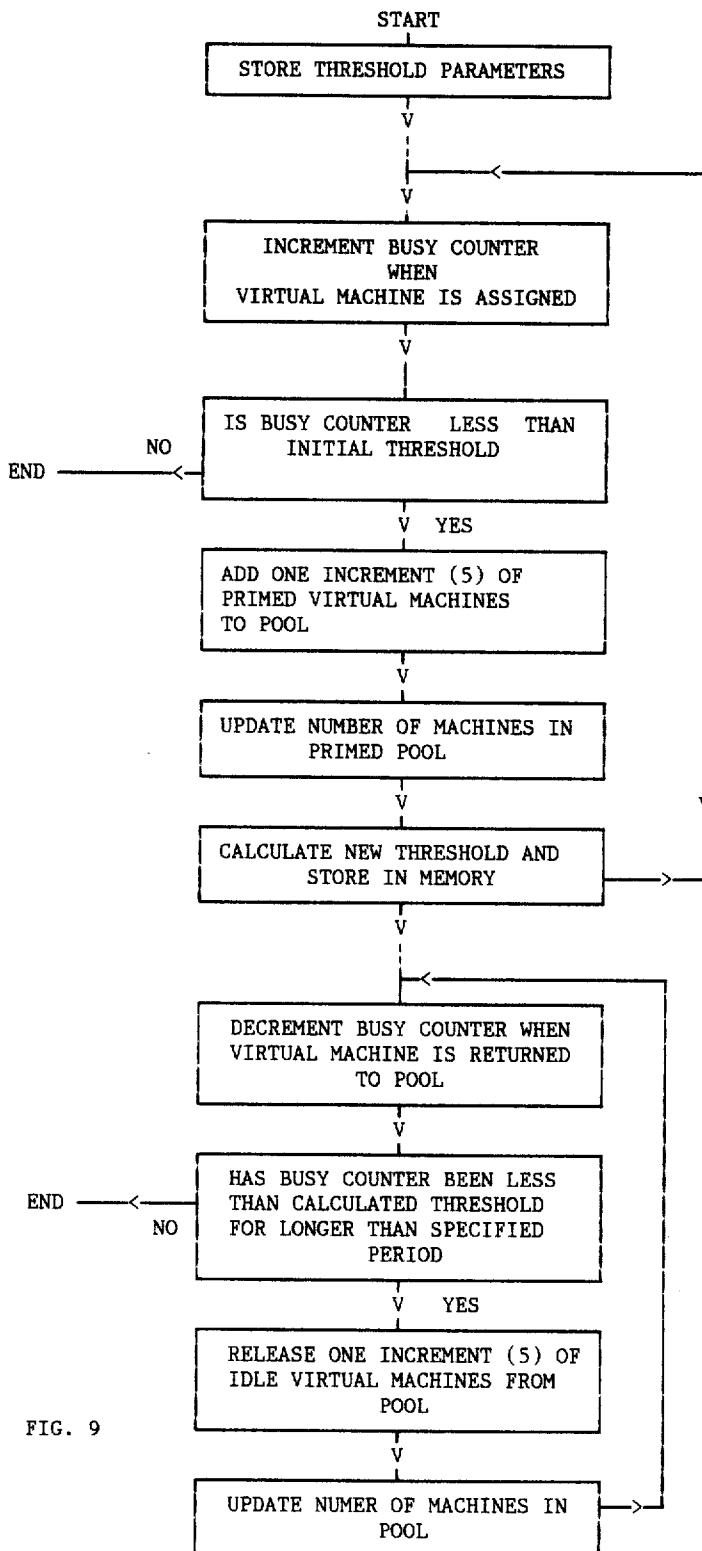 START
STORE THRESHOLD PARAMETERS
V
<
V
INCREMENT BUSY COUNTER
WHEN
VIRTUAL MACHINE IS ASSIGNED
V
IS BUSY COUNTER LESS THAN
INITIAL THRESHOLD
NO
END <
V YES
ADD ONE INCREMENT (5) OF
PRIMED VIRTUAL MACHINES
TO POOL
V
UPDATE NUMBER OF MACHINES IN
PRIMED POOL
V
CALCULATE NEW THRESHOLD AND
STORE IN MEMORY
>
V
<
DECREMENT BUSY COUNTER WHEN
VIRTUAL MACHINE IS RETURNED
TO POOL
V
HAS BUSY COUNTER BEEN LESS
THAN CALCULATED THRESHOLD
FOR LONGER THAN SPECIFIED
PERIOD
END <
NO
V YES
RELEASE ONE INCREMENT (5) OF
IDLE VIRTUAL MACHINES FROM
POOL
FIG. 9
V
UPDATE NUMER OF MACHINES IN
POOL
>